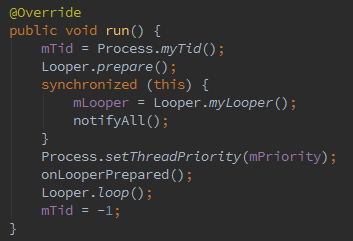 @Override
public void run() {
    mTid = Process.myTid();
    Looper.prepare();
    synchronized (this) {
        mLooper = Looper.myLooper();
        notifyAll();
    }
    Process.setThreadPriority(mPriority);
    onLooperPrepared();
    Looper.loop();
    mTid = -1;
}